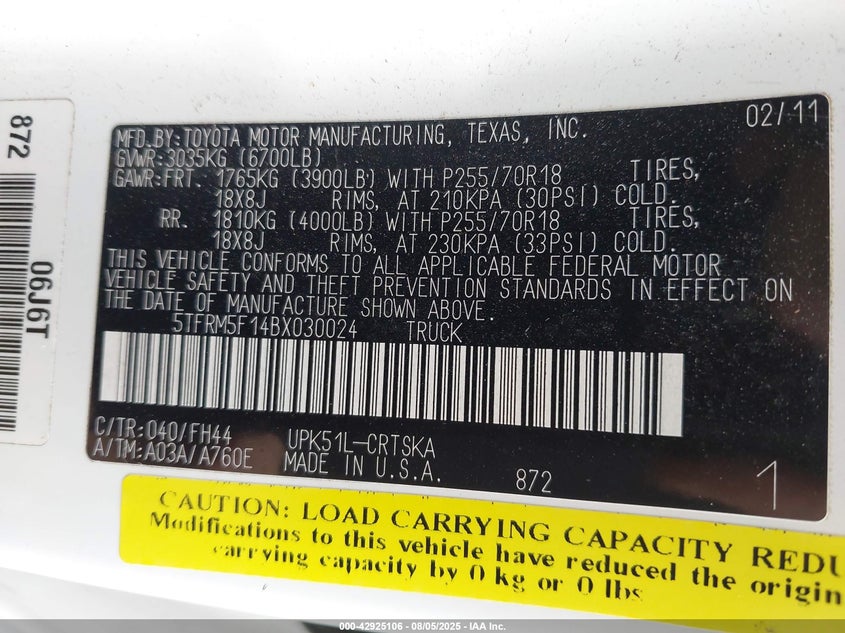 872
06J6T
02/11
MFD.BY:TOYOTA MOTOR MANUFACTURING, TEXAS, INC.
GVWR:3035KG (6700LB)
GAWR:FRT. 1765KG (3900LB) WITH P255/70R18 TIRES,
18X8J RIMS, AT 210KPA (30PSI) COLD.
RR. 1810KG (4000LB) WITH P255/70R18 TIRES,
18X8J RIMS, AT 230KPA (33PSI) COLD.
THIS VEHICLE CONFORMS TO ALL APPLICABLE FEDERAL MOTOR
VEHICLE SAFETY AND THEFT PREVENTION STANDARDS IN EFFECT ON
THE DATE OF MANUFACTURE SHOWN ABOVE.
5TFRM5F14BX030024 TRUCK
C/TR:040/FH44 UPK51L-CRTSKA
A/TM:A03A/A760E MADE IN U.S.A. 872 1
CAUTION: LOAD CARRYING CAPACITY REDU
Modifications to this vehicle have reduced the origin
carrying capacity by 0 kg or 0 lbs
000-42925106 - 08/05/2025 - IAA Inc.